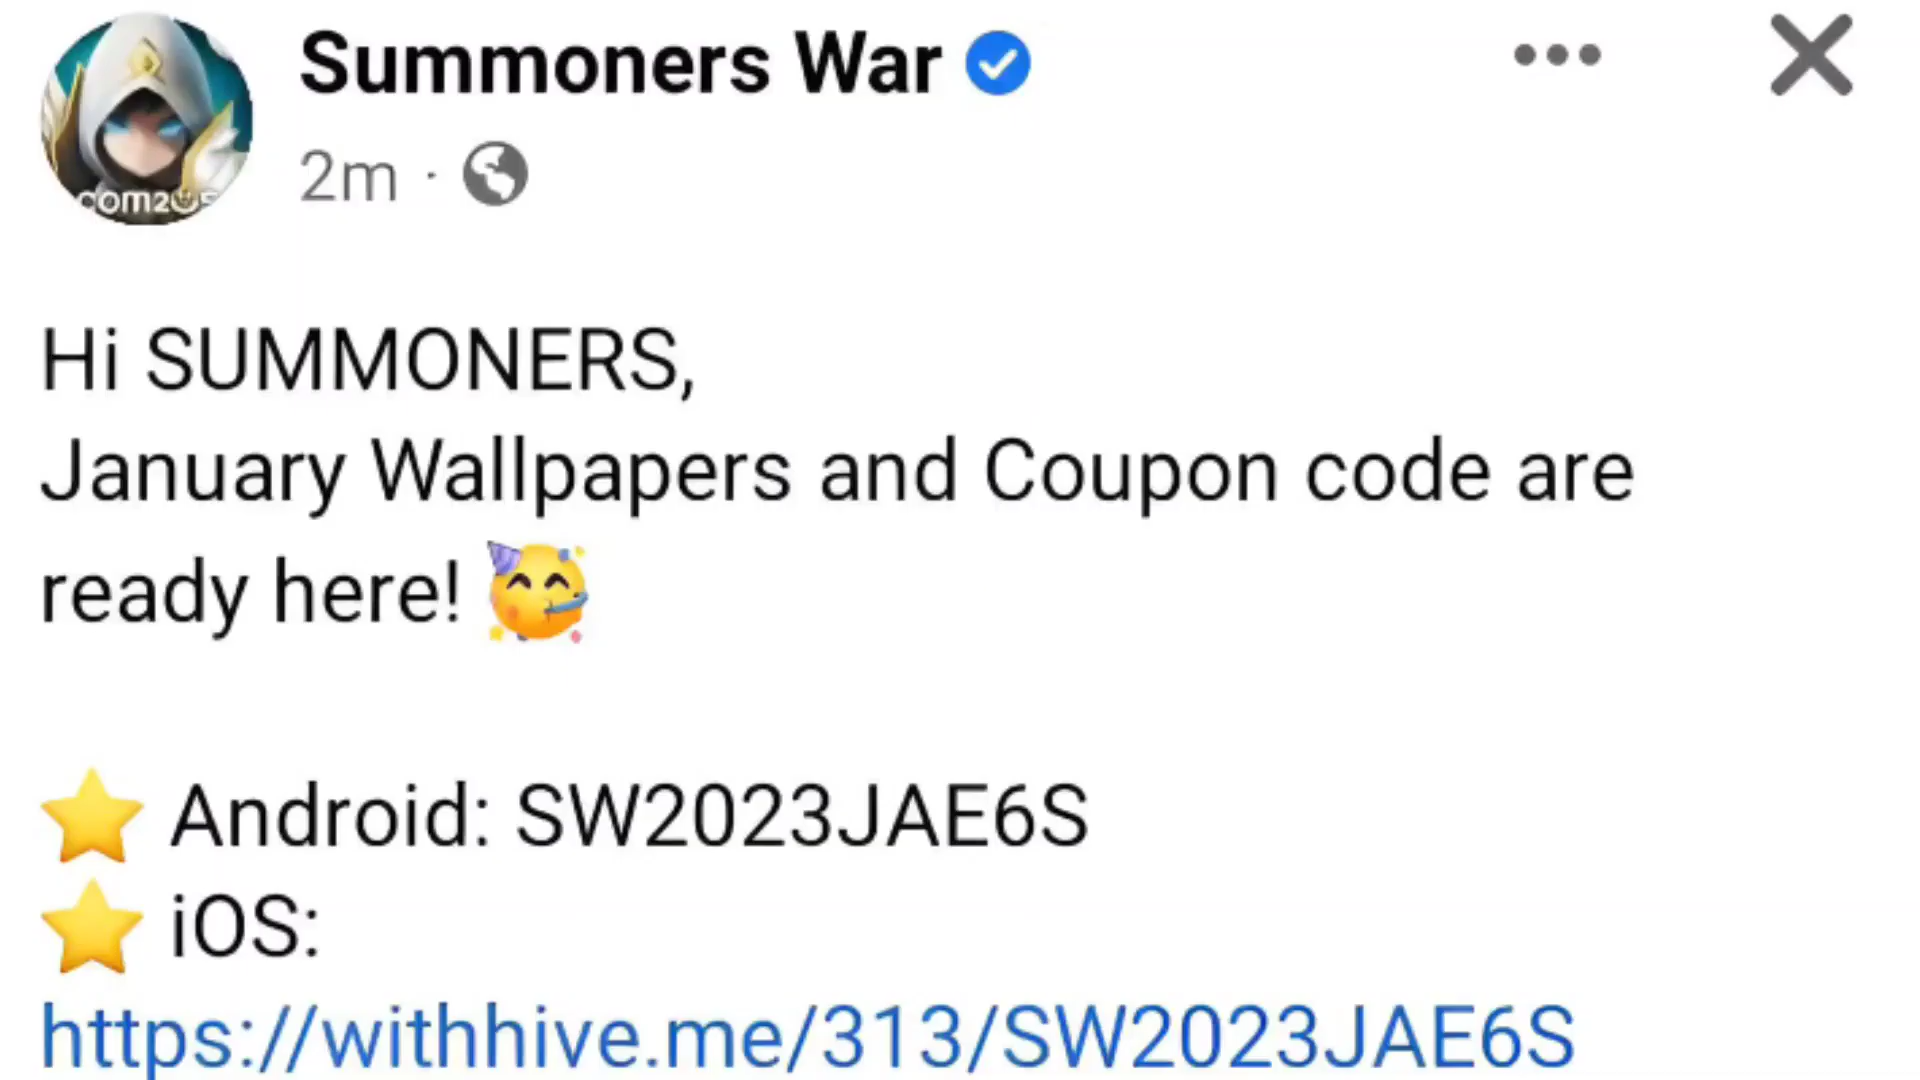 Summoners War
2m ·
com2us
Hi SUMMONERS,
January Wallpapers and Coupon code are
ready here! 🥳
⭐ Android: SW2023JAE6S
⭐ iOS:
https://withhive.me/313/SW2023JAE6S